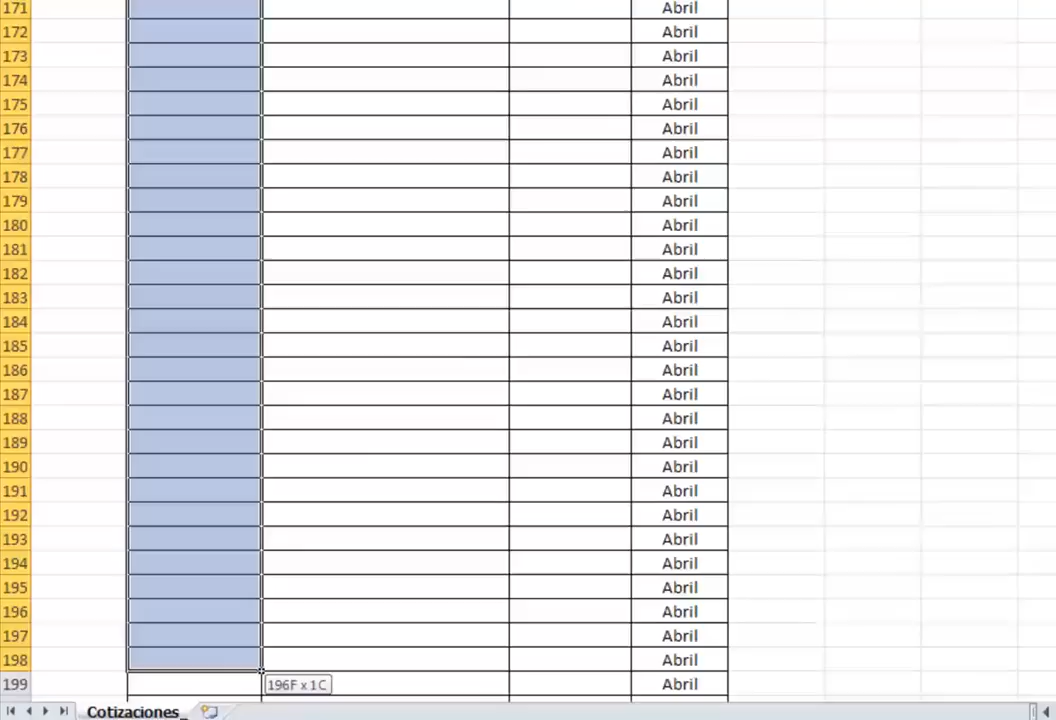 171 Abril
172 Abril
173 Abril
174 Abril
175 Abril
176 Abril
177 Abril
178 Abril
179 Abril
180 Abril
181 Abril
182 Abril
183 Abril
184 Abril
185 Abril
186 Abril
187 Abril
188 Abril
189 Abril
190 Abril
191 Abril
192 Abril
193 Abril
194 Abril
195 Abril
196 Abril
197 Abril
198 Abril
199 196F x 1C Abril
Cotizaciones_